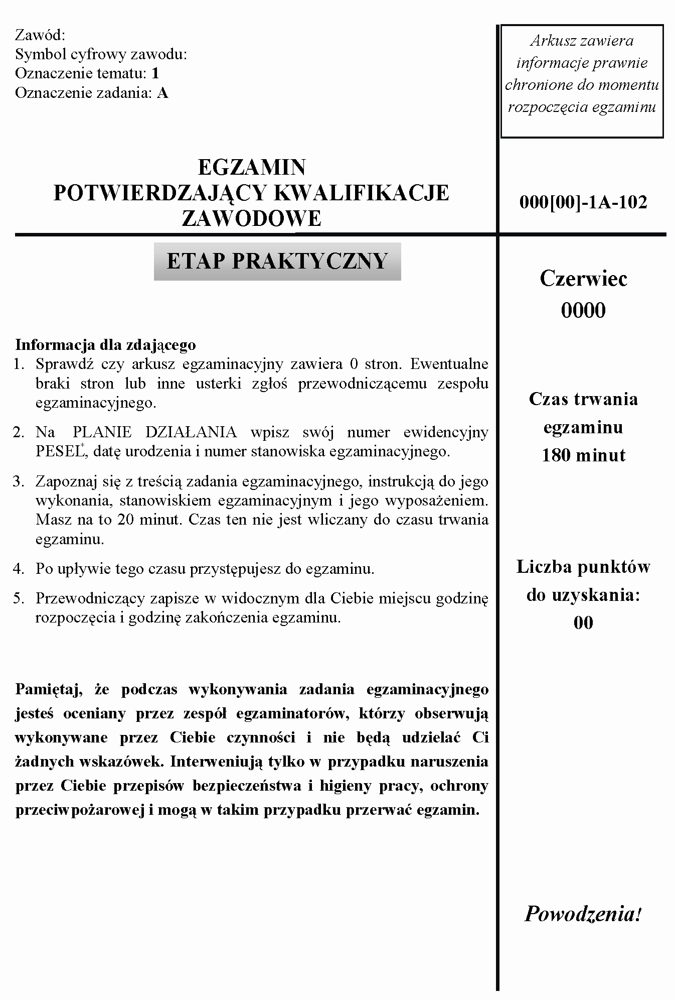 Zawód:
Symbol cyfrowy zawodu:
Oznaczenie tematu: 1
Oznaczenie zadania: A
Arkusz zawiera
informacje prawnie
chronione do momentu
rozpoczęcia egzaminu
EGZAMIN
POTWIERDZAJĄCY KWALIFIKACJE
ZAWODOWE
000[00]-1A-102
ETAP PRAKTYCZNY
Czerwiec
0000
Informacja dla zdającego
1. Sprawdź czy arkusz egzaminacyjny zawiera 0 stron. Ewentualne
braki stron lub inne usterki zgłoś przewodniczącemu zespołu
egzaminacyjnego.
2. Na PLANIE DZIAŁANIA wpisz swój numer ewidencyjny
PESEL*, datę urodzenia i numer stanowiska egzaminacyjnego.
3. Zapoznaj się z treścią zadania egzaminacyjnego, instrukcją do jego
wykonania, stanowiskiem egzaminacyjnym i jego wyposażeniem.
Masz na to 20 minut. Czas ten nie jest wliczany do czasu trwania
egzaminu.
4. Po upływie tego czasu przystępujesz do egzaminu.
5. Przewodniczący zapisze w widocznym dla Ciebie miejscu godzinę
rozpoczęcia i godzinę zakończenia egzaminu.
Czas trwania
egzaminu
180 minut
Liczba punktów
do uzyskania:
00
Pamiętaj, że podczas wykonywania zadania egzaminacyjnego
jesteś oceniany przez zespół egzaminatorów, którzy obserwują
wykonywane przez Ciebie czynności i nie będą udzielać Ci
żadnych wskazówek. Interweniują tylko w przypadku naruszenia
przez Ciebie przepisów bezpieczeństwa i higieny pracy, ochrony
przeciwpożarowej i mogą w takim przypadku przerwać egzamin.
Powodzenia!